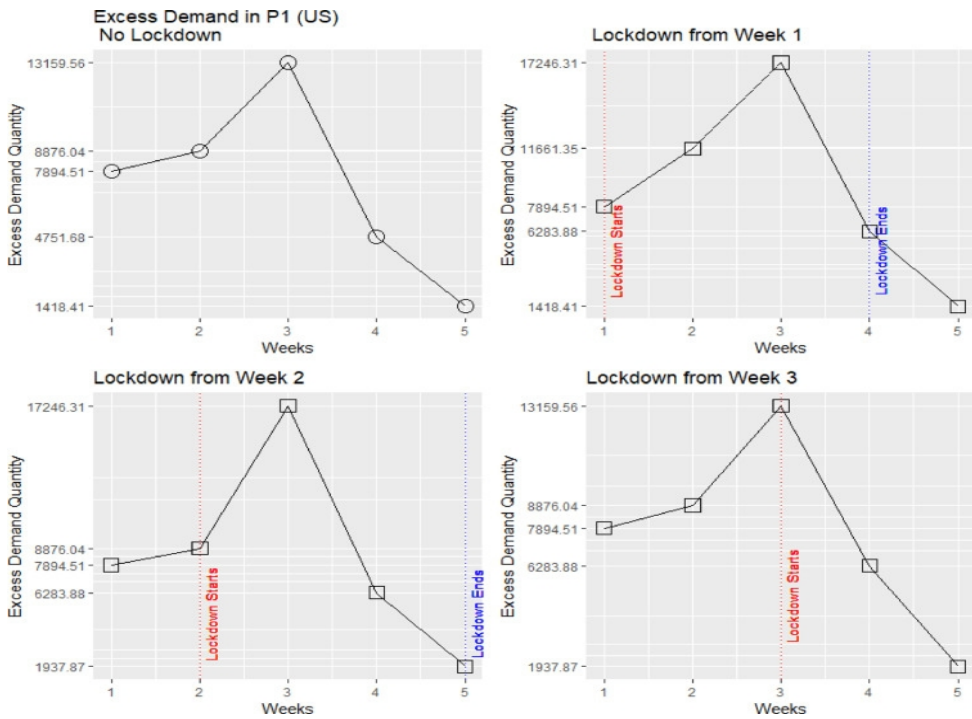 Excess Demand in P1 (US)
No Lockdown
Excess Demand Quantity
13159.56
8876.04
7894.51
4751.68
1418.41
1 2 3 4 5
Weeks
Lockdown from Week 1
Excess Demand Quantity
17246.31
11661.35
7894.51
6283.88
1418.41
Lockdown Starts
Lockdown Ends
1 2 3 4 5
Weeks
Lockdown from Week 2
Excess Demand Quantity
17246.31
8876.04
7894.51
6283.88
1937.87
Lockdown Starts
Lockdown Ends
1 2 3 4 5
Weeks
Lockdown from Week 3
Excess Demand Quantity
13159.56
8876.04
7894.51
6283.88
1937.87
Lockdown Starts
1 2 3 4 5
Weeks